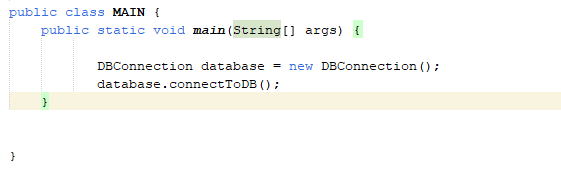 public class MAIN {
public static void main(String[] args) {
DBConnection database = new DBConnection();
database.connectToDB();
}
}